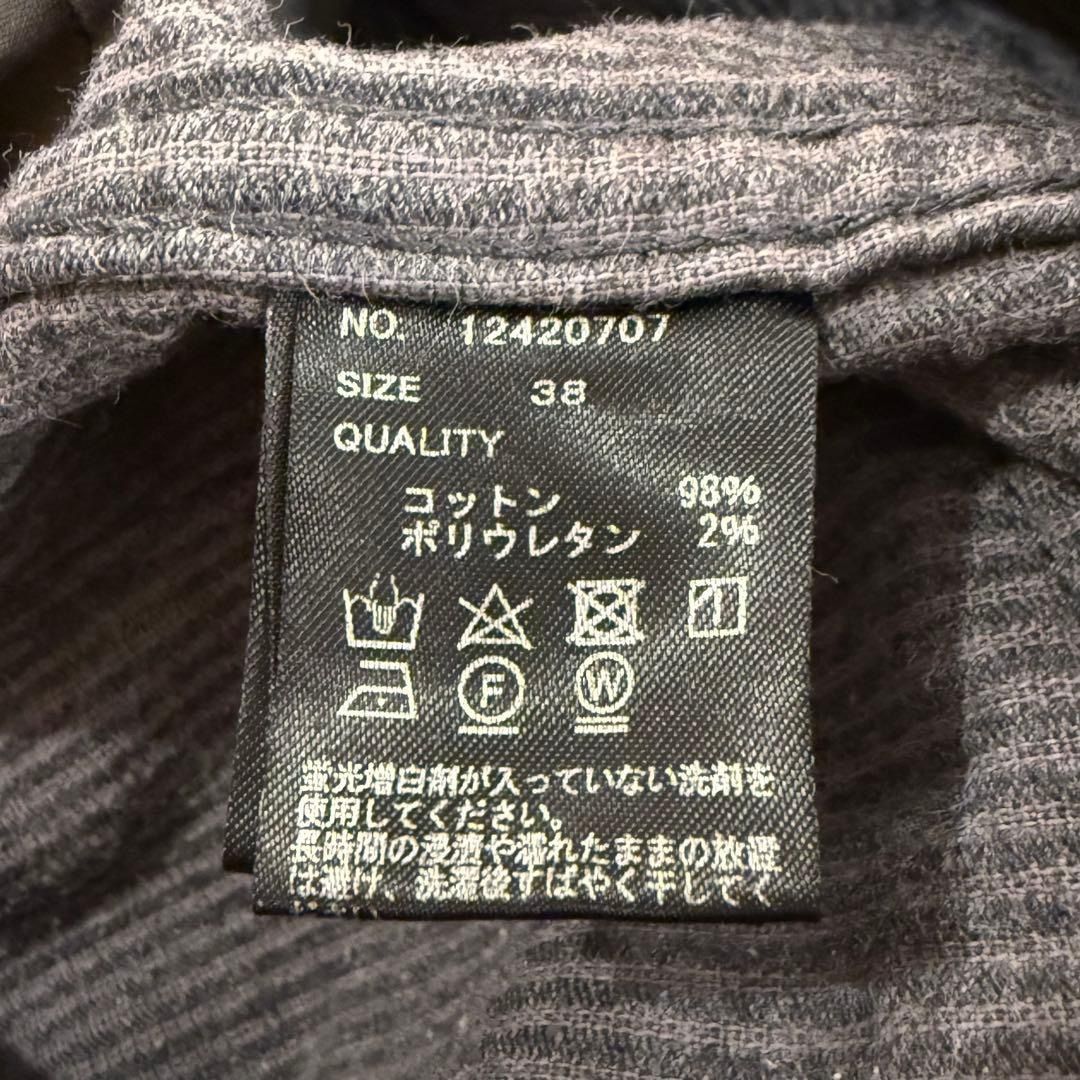 NO. 12420707
SIZE 38
QUALITY
コットン 98%
ポリウレタン 2%
F W
蛍光増白剤が入っていない洗剤を
使用してください。
長時間の浸漬や濡れたままの放置
は避け、洗濯後すばやく干してく